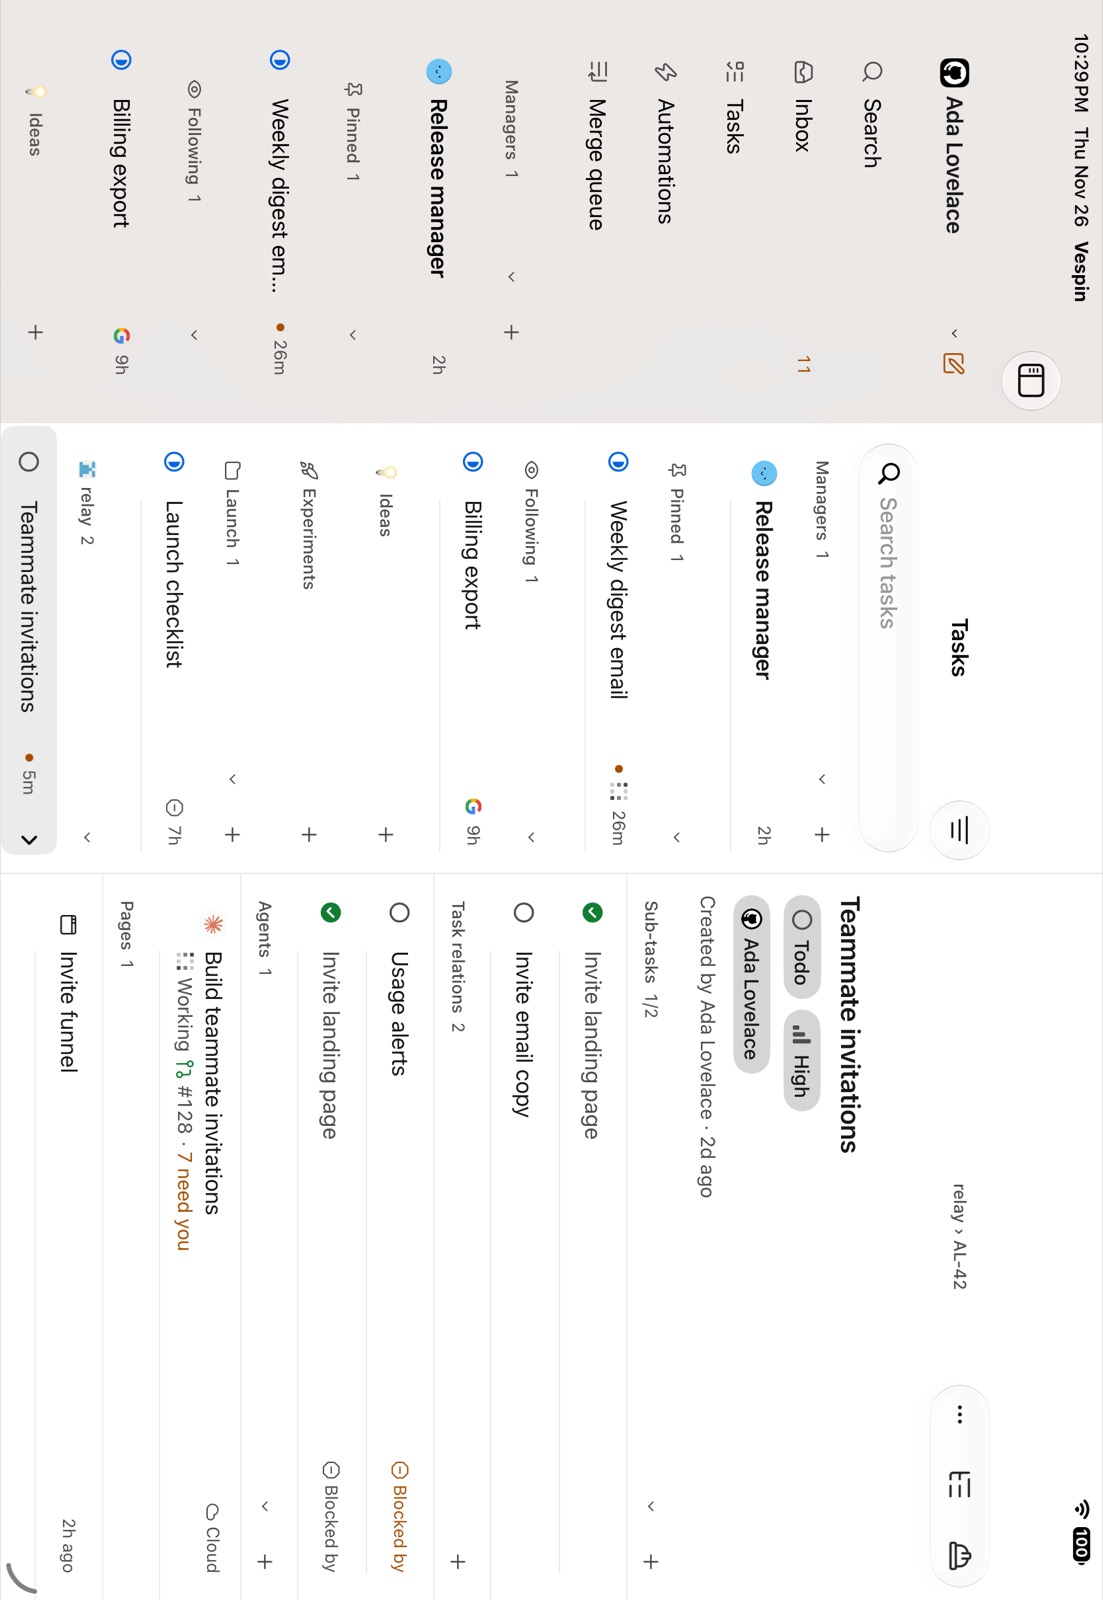 10:29 PM Thu Nov 26 Vespin
100
Ada Lovelace
Search
Inbox 11
Tasks
Automations
Merge queue
Managers 1
Release manager 2h
Pinned 1
Weekly digest em... 26m
Following 1
Billing export 9h
Ideas
Tasks
Search tasks
Managers 1
Release manager 2h
Pinned 1
Weekly digest email 26m
Following 1
Billing export 9h
Ideas
Experiments
Launch 1
Launch checklist 7h
relay 2
Teammate invitations 5m
relay › AL-42
Teammate invitations
Todo High
Ada Lovelace
Created by Ada Lovelace · 2d ago
Sub-tasks 1/2
Invite landing page
Invite email copy
Task relations 2
Usage alerts Blocked by
Invite landing page Blocked by
Agents 1
Build teammate invitations Cloud
Working #128 · 7 need you
Pages 1
Invite funnel 2h ago